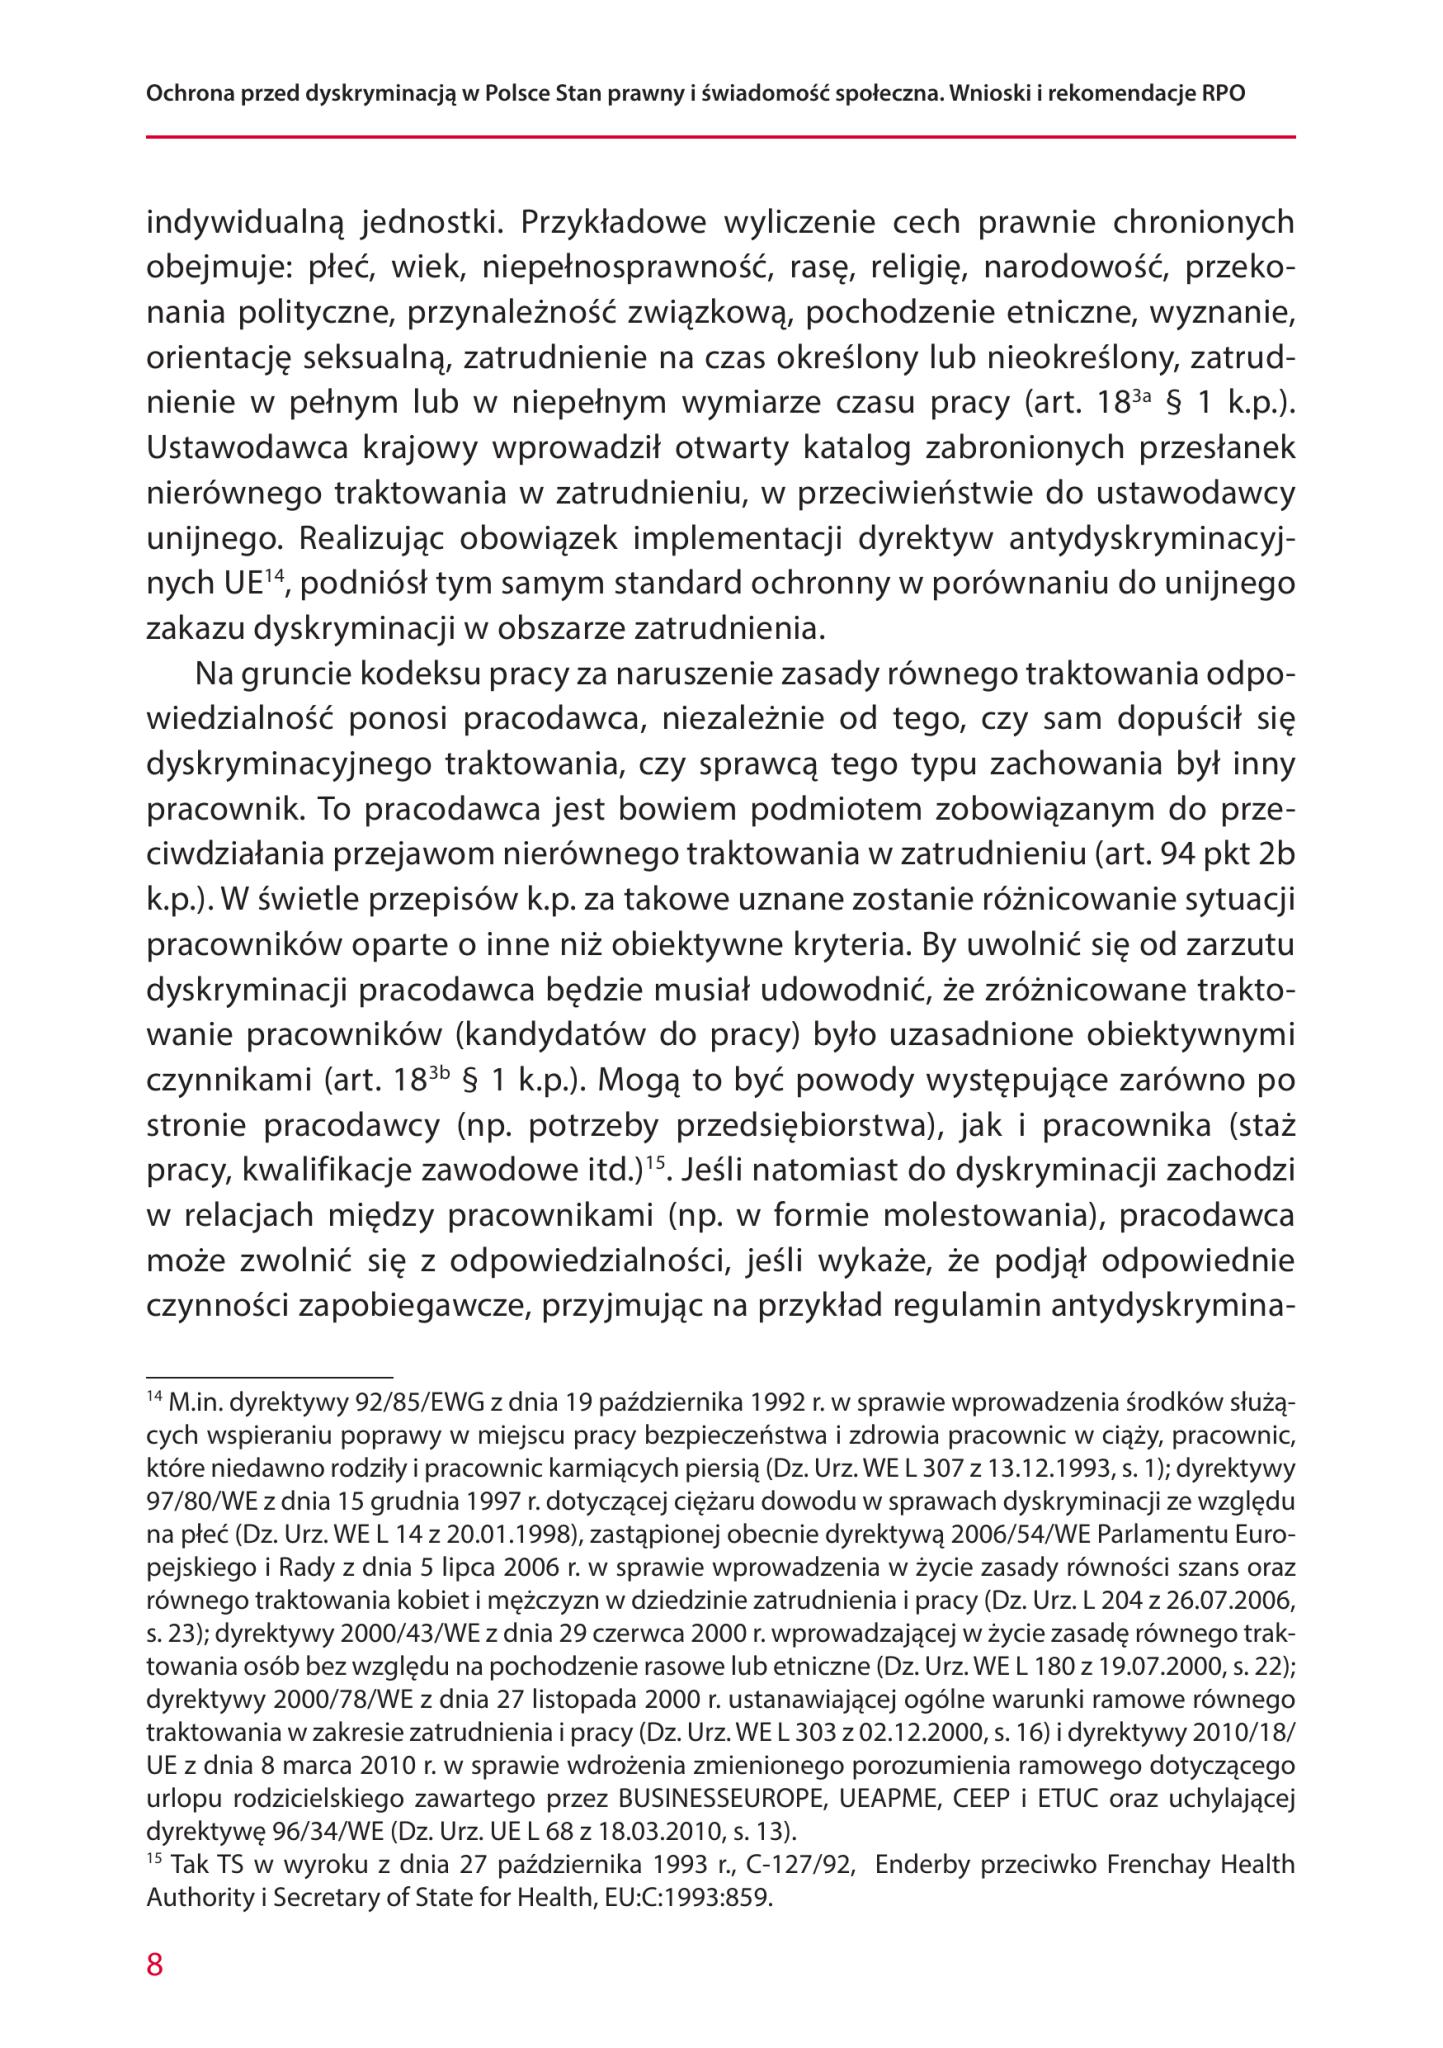 Ochrona przed dyskryminacją w Polsce Stan prawny i świadomość społeczna. Wnioski i rekomendacje RPO
indywidualną jednostki. Przykładowe wyliczenie cech prawnie chronionych
obejmuje: płeć, wiek, niepełnosprawność, rasę, religię, narodowość, przeko-
nania polityczne, przynależność związkową, pochodzenie etniczne, wyznanie,
orientację seksualną, zatrudnienie na czas określony lub nieokreślony, zatrud-
nienie w pełnym lub w niepełnym wymiarze czasu pracy (art. 18³ᵃ § 1 k.p.).
Ustawodawca krajowy wprowadził otwarty katalog zabronionych przesłanek
nierównego traktowania w zatrudnieniu, w przeciwieństwie do ustawodawcy
unijnego. Realizując obowiązek implementacji dyrektyw antydyskryminacyj-
nych UE¹⁴, podniósł tym samym standard ochronny w porównaniu do unijnego
zakazu dyskryminacji w obszarze zatrudnienia.
Na gruncie kodeksu pracy za naruszenie zasady równego traktowania odpo-
wiedzialność ponosi pracodawca, niezależnie od tego, czy sam dopuścił się
dyskryminacyjnego traktowania, czy sprawcą tego typu zachowania był inny
pracownik. To pracodawca jest bowiem podmiotem zobowiązanym do prze-
ciwdziałania przejawom nierównego traktowania w zatrudnieniu (art. 94 pkt 2b
k.p.). W świetle przepisów k.p. za takowe uznane zostanie różnicowanie sytuacji
pracowników oparte o inne niż obiektywne kryteria. By uwolnić się od zarzutu
dyskryminacji pracodawca będzie musiał udowodnić, że zróżnicowane trakto-
wanie pracowników (kandydatów do pracy) było uzasadnione obiektywnymi
czynnikami (art. 18³ᵇ § 1 k.p.). Mogą to być powody występujące zarówno po
stronie pracodawcy (np. potrzeby przedsiębiorstwa), jak i pracownika (staż
pracy, kwalifikacje zawodowe itd.)¹⁵. Jeśli natomiast do dyskryminacji zachodzi
w relacjach między pracownikami (np. w formie molestowania), pracodawca
może zwolnić się z odpowiedzialności, jeśli wykaże, że podjął odpowiednie
czynności zapobiegawcze, przyjmując na przykład regulamin antydyskrymina-
¹⁴ M.in. dyrektywy 92/85/EWG z dnia 19 października 1992 r. w sprawie wprowadzenia środków służą-
cych wspieraniu poprawy w miejscu pracy bezpieczeństwa i zdrowia pracownic w ciąży, pracownic,
które niedawno rodziły i pracownic karmiących piersią (Dz. Urz. WE L 307 z 13.12.1993, s. 1); dyrektywy
97/80/WE z dnia 15 grudnia 1997 r. dotyczącej ciężaru dowodu w sprawach dyskryminacji ze względu
na płeć (Dz. Urz. WE L 14 z 20.01.1998), zastąpionej obecnie dyrektywą 2006/54/WE Parlamentu Euro-
pejskiego i Rady z dnia 5 lipca 2006 r. w sprawie wprowadzenia w życie zasady równości szans oraz
równego traktowania kobiet i mężczyzn w dziedzinie zatrudnienia i pracy (Dz. Urz. L 204 z 26.07.2006,
s. 23); dyrektywy 2000/43/WE z dnia 29 czerwca 2000 r. wprowadzającej w życie zasadę równego trak-
towania osób bez względu na pochodzenie rasowe lub etniczne (Dz. Urz. WE L 180 z 19.07.2000, s. 22);
dyrektywy 2000/78/WE z dnia 27 listopada 2000 r. ustanawiającej ogólne warunki ramowe równego
traktowania w zakresie zatrudnienia i pracy (Dz. Urz. WE L 303 z 02.12.2000, s. 16) i dyrektywy 2010/18/
UE z dnia 8 marca 2010 r. w sprawie wdrożenia zmienionego porozumienia ramowego dotyczącego
urlopu rodzicielskiego zawartego przez BUSINESSEUROPE, UEAPME, CEEP i ETUC oraz uchylającej
dyrektywę 96/34/WE (Dz. Urz. UE L 68 z 18.03.2010, s. 13).
¹⁵ Tak TS w wyroku z dnia 27 października 1993 r., C-127/92, Enderby przeciwko Frenchay Health
Authority i Secretary of State for Health, EU:C:1993:859.
8